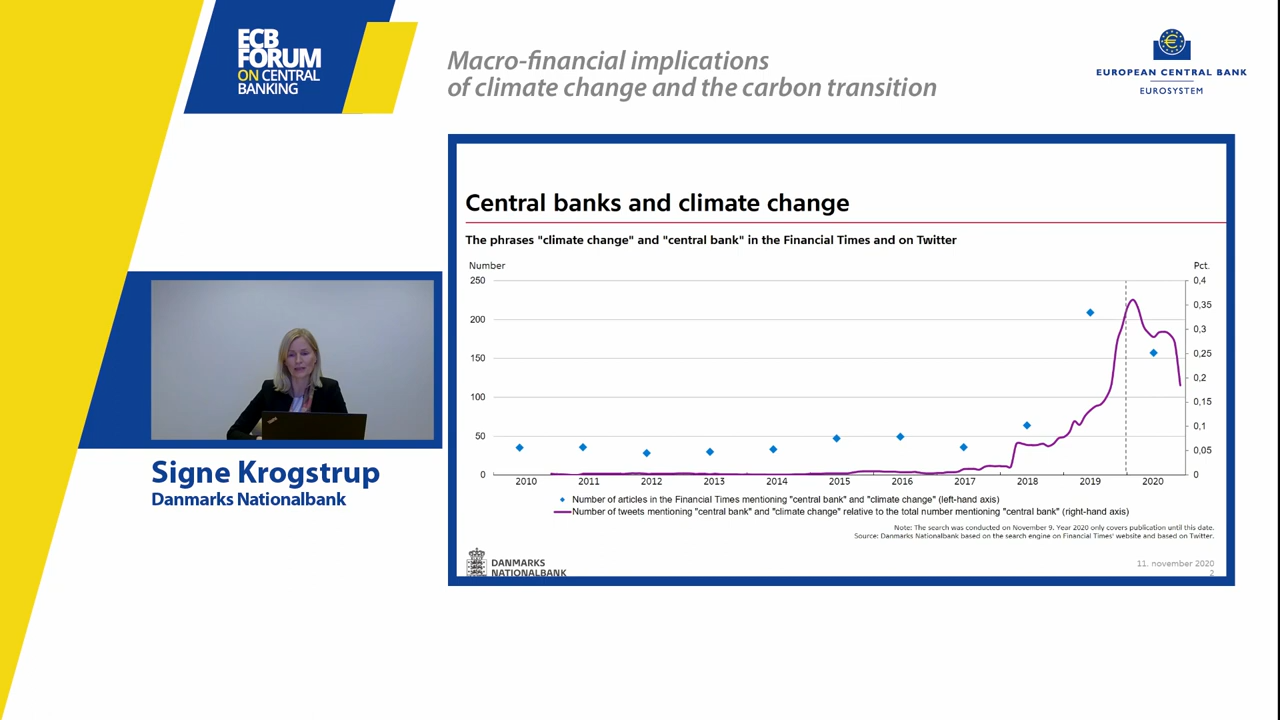 ECB
FORUM
ON CENTRAL
BANKING
Macro-financial implications
of climate change and the carbon transition
EUROPEAN CENTRAL BANK
EUROSYSTEM
Signe Krogstrup
Danmarks Nationalbank
Central banks and climate change
The phrases "climate change" and "central bank" in the Financial Times and on Twitter
Number
Pct.
250
200
150
100
50
0
0,4
0,35
0,3
0,25
0,2
0,15
0,1
0,05
0
2010 2011 2012 2013 2014 2015 2016 2017 2018 2019 2020
Number of articles in the Financial Times mentioning "central bank" and "climate change" (left-hand axis)
Number of tweets mentioning "central bank" and "climate change" relative to the total number mentioning "central bank" (right-hand axis)
Note: The search was conducted on November 9. Year 2020 only covers publication until this date.
Source: Danmarks Nationalbank based on the search engine on Financial Times' website and based on Twitter.
DANMARKS
NATIONALBANK
11. november 2020
2